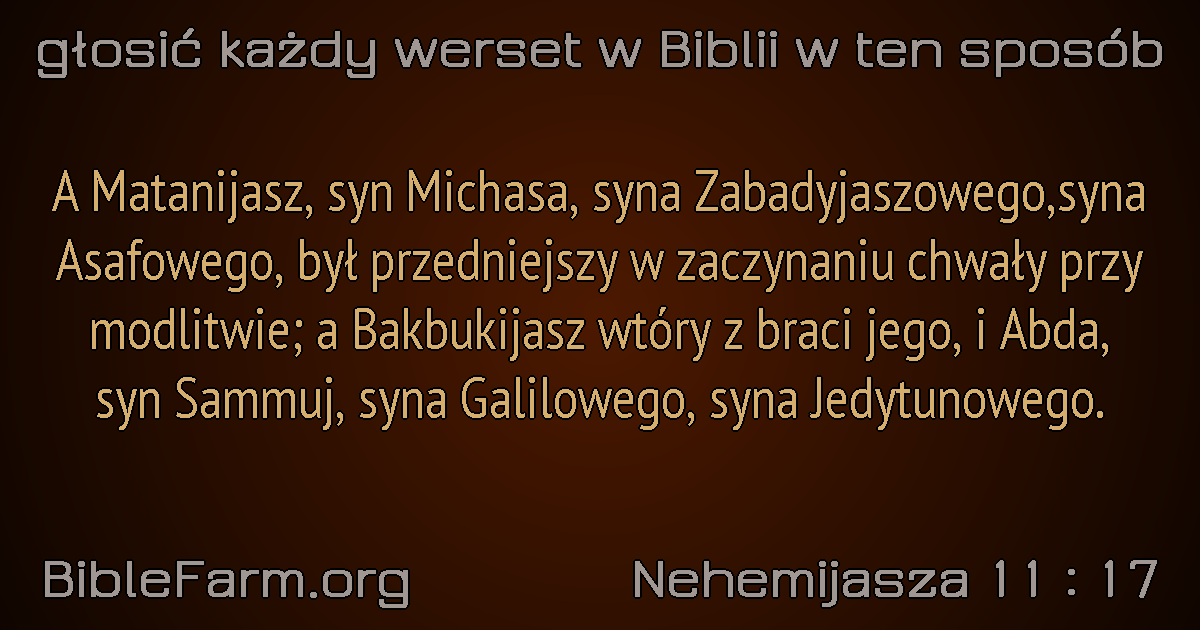 głosić każdy werset w Biblii w ten sposób
A Matanijasz, syn Michasa, syna Zabadyjaszowego,syna
Asafowego, był przedniejszy w zaczynaniu chwały przy
modlitwie; a Bakbukijasz wtóry z braci jego, i Abda,
syn Sammuj, syna Galilowego, syna Jedytunowego.
BibleFarm.org
Nehemijasza 11 : 17